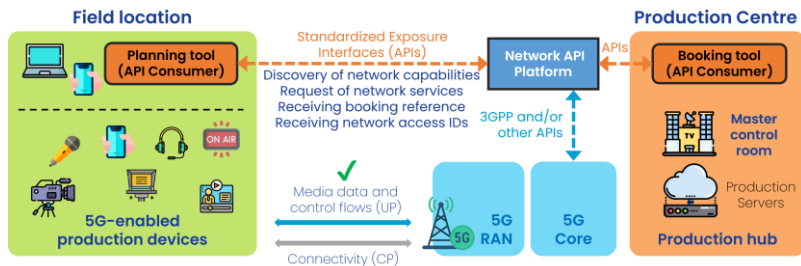 Field location
Production Centre
Planning tool
(API Consumer)
Standardized Exposure
Interfaces (APIs)
Network API
Platform
APIs
Booking tool
(API Consumer)
Discovery of network capabilities
Request of network services
Receiving booking reference
Receiving network access IDs
3GPP and/or
other APIs
ON AIR
TV
Master
control
room
Media data and
control flows (UP)
5G
5G
RAN
5G
Core
Production
Servers
5G-enabled
production devices
Connectivity (CP)
Production hub